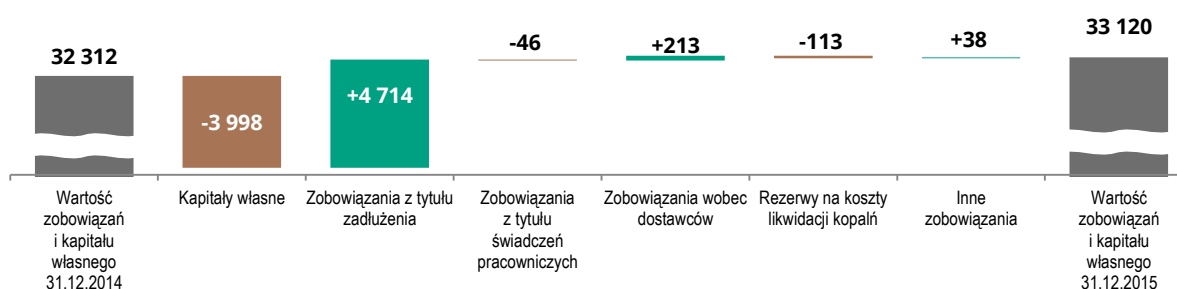 32 312
-3 998
+4 714
-46
+213
-113
+38
33 120
Wartość
zobowiązań
i kapitału
własnego
31.12.2014
Kapitały własne
Zobowiązania z tytułu
zadłużenia
Zobowiązania
z tytułu
świadczeń
pracowniczych
Zobowiązania wobec
dostawców
Rezerwy na koszty
likwidacji kopalń
Inne
zobowiązania
Wartość
zobowiązań
i kapitału
własnego
31.12.2015